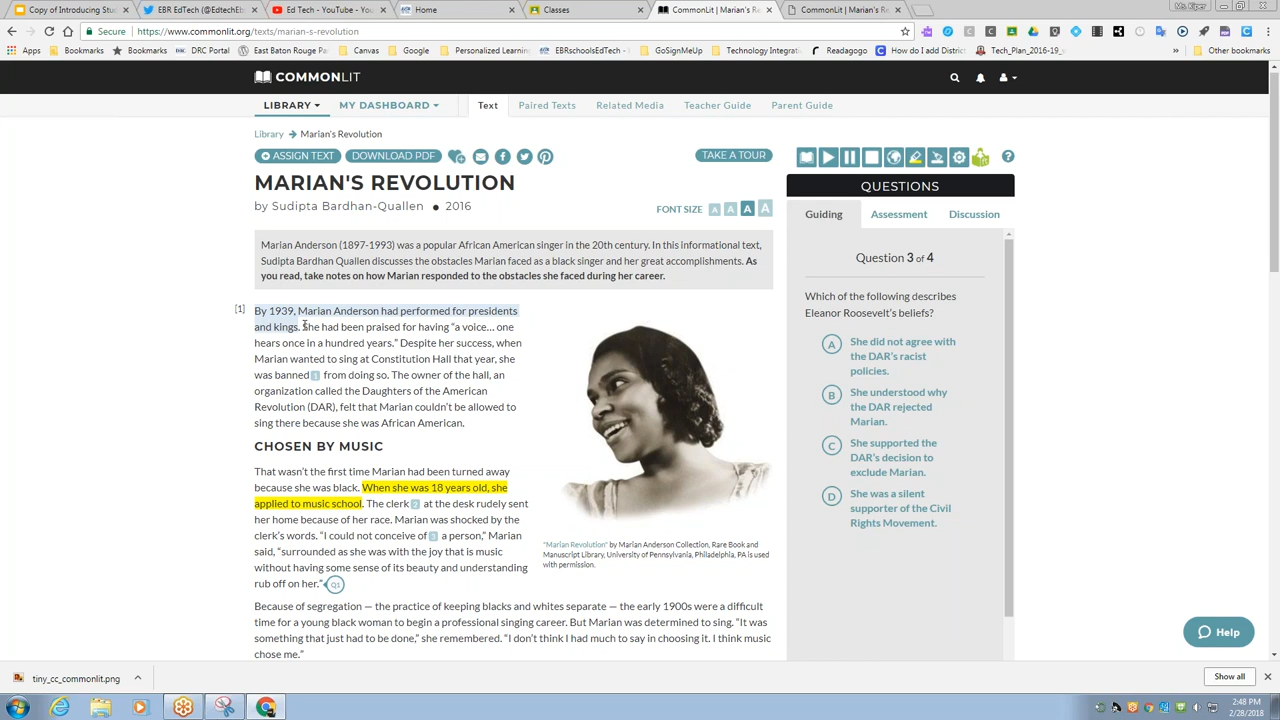 Copy of Introducing Stud
EBR EdTech (@EdtechEb
Ed Tech - YouTube - You
Home
Classes
CommonLit | Marian's Re
CommonLit | Marian's R
Ms. Kiper
Secure
https://www.commonlit.org/texts/marian-s-revolution
Apps
Bookmarks
Bookmarks
DRC Portal
East Baton Rouge Par
Canvas
Google
Personalized Learnin
EBRschoolsEdTech -
GoSignMeUp
Technology Integrati
Readagogo
How do I add District
Tech_Plan_2016-19_e
»
Other bookmarks
COMMONLIT
LIBRARY
MY DASHBOARD
Text
Paired Texts
Related Media
Teacher Guide
Parent Guide
Library → Marian's Revolution
ASSIGN TEXT
DOWNLOAD PDF
TAKE A TOUR
MARIAN'S REVOLUTION
by Sudipta Bardhan-Quallen ● 2016
FONT SIZE A A A A
Marian Anderson (1897-1993) was a popular African American singer in the 20th century. In this informational text,
Sudipta Bardhan Quallen discusses the obstacles Marian faced as a black singer and her great accomplishments. As
you read, take notes on how Marian responded to the obstacles she faced during her career.
[1]
By 1939, Marian Anderson had performed for presidents
and kings. She had been praised for having “a voice… one
hears once in a hundred years.” Despite her success, when
Marian wanted to sing at Constitution Hall that year, she
was banned 1 from doing so. The owner of the hall, an
organization called the Daughters of the American
Revolution (DAR), felt that Marian couldn’t be allowed to
sing there because she was African American.
CHOSEN BY MUSIC
That wasn’t the first time Marian had been turned away
because she was black. When she was 18 years old, she
applied to music school. The clerk 2 at the desk rudely sent
her home because of her race. Marian was shocked by the
clerk’s words. “I could not conceive of 3 a person,” Marian
said, “surrounded as she was with the joy that is music
without having some sense of its beauty and understanding
rub off on her.” Q1
"Marian Revolution" by Marian Anderson Collection, Rare Book and
Manuscript Library, University of Pennsylvania, Philadelphia, PA is used
with permission.
Because of segregation — the practice of keeping blacks and whites separate — the early 1900s were a difficult
time for a young black woman to begin a professional singing career. But Marian was determined to sing. “It was
something that just had to be done,” she remembered. “I don’t think I had much to say in choosing it. I think music
chose me.”
?
QUESTIONS
Guiding
Assessment
Discussion
Question 3 of 4
Which of the following describes
Eleanor Roosevelt’s beliefs?
A She did not agree with
the DAR’s racist
policies.
B She understood why
the DAR rejected
Marian.
C She supported the
DAR’s decision to
exclude Marian.
D She was a silent
supporter of the Civil
Rights Movement.
Help
tiny_cc_commonlit.png
Show all
2:48 PM
2/28/2018